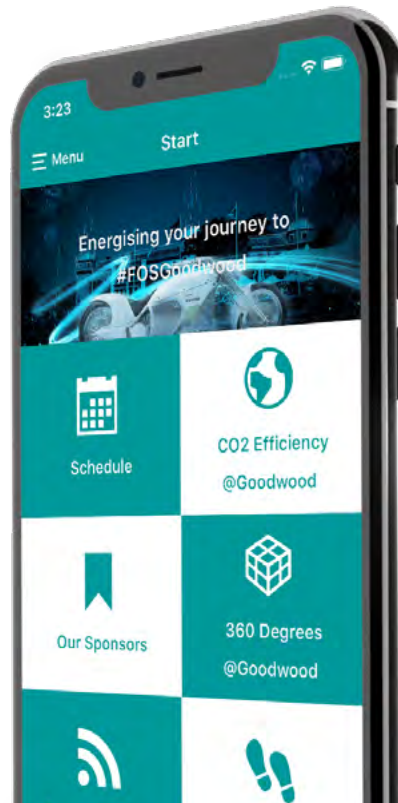 3:23
Menu
Start
Energising your journey to
#FOSGoodwood
Schedule
CO2 Efficiency
@Goodwood
Our Sponsors
360 Degrees
@Goodwood